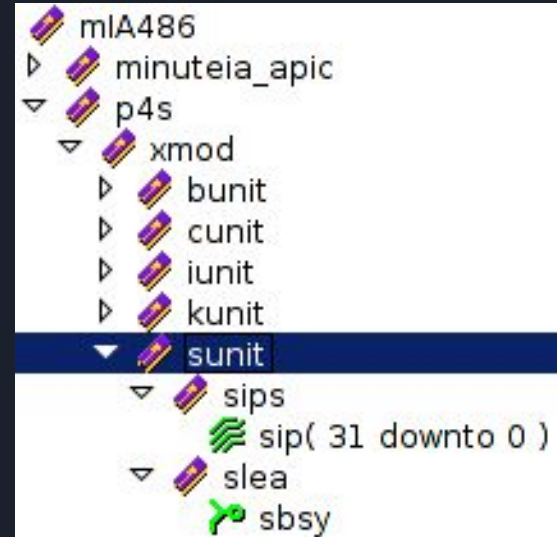 mIA486
minuteia_apic
p4s
xmod
bunit
cunit
iunit
kunit
sunit
sips
sip( 31 downto 0 )
slea
sbsy